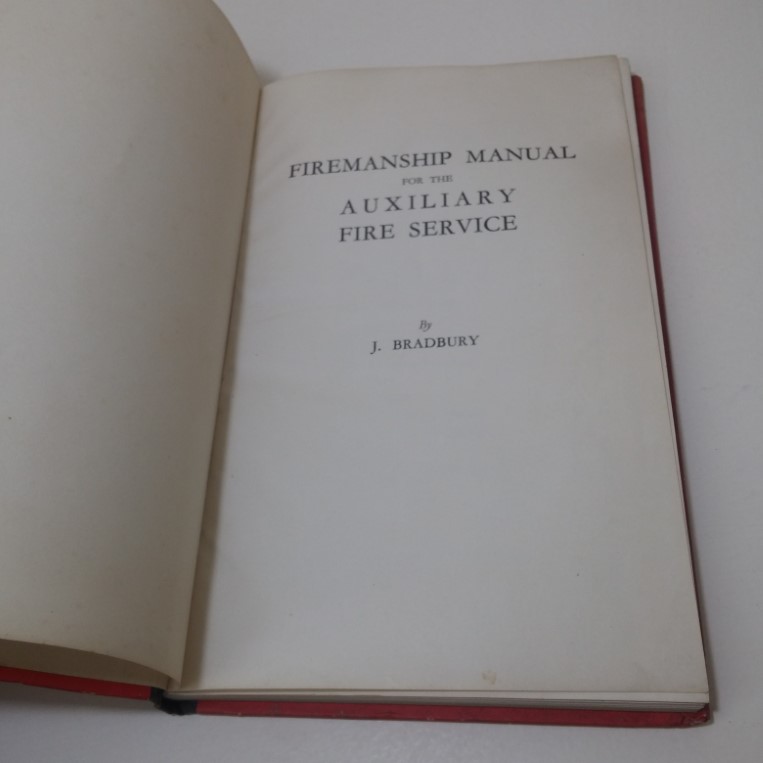 FIREMANSHIP MANUAL
FOR THE
AUXILIARY
FIRE SERVICE
By
J. BRADBURY